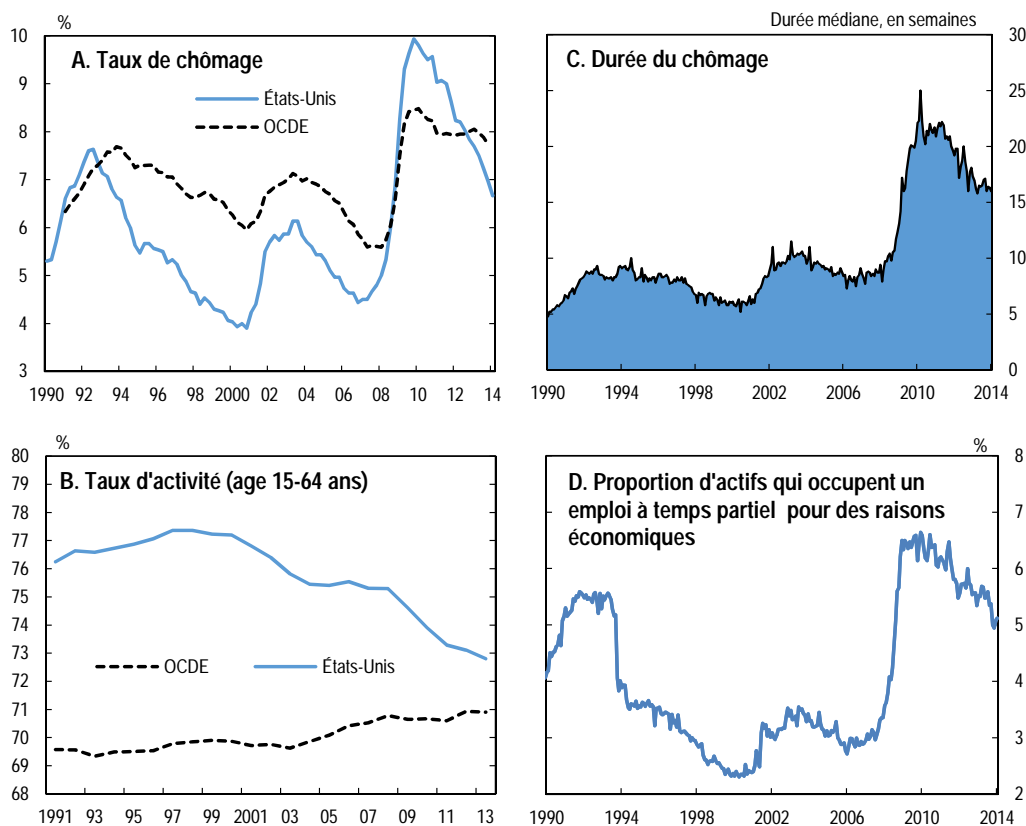 %
A. Taux de chômage
États-Unis
OCDE
10
9
8
7
6
5
4
3
1990 92 94 96 98 2000 02 04 06 08 10 12 14
Durée médiane, en semaines
C. Durée du chômage
30
25
20
15
10
5
0
1990 1994 1998 2002 2006 2010 2014
%
B. Taux d'activité (age 15-64 ans)
80
79
78
77
76
75
74
73
72
71
70
69
68
OCDE États-Unis
1991 93 95 97 99 2001 03 05 07 09 11 13
%
D. Proportion d'actifs qui occupent un
emploi à temps partiel pour des raisons
économiques
8
7
6
5
4
3
2
1990 1994 1998 2002 2006 2010 2014